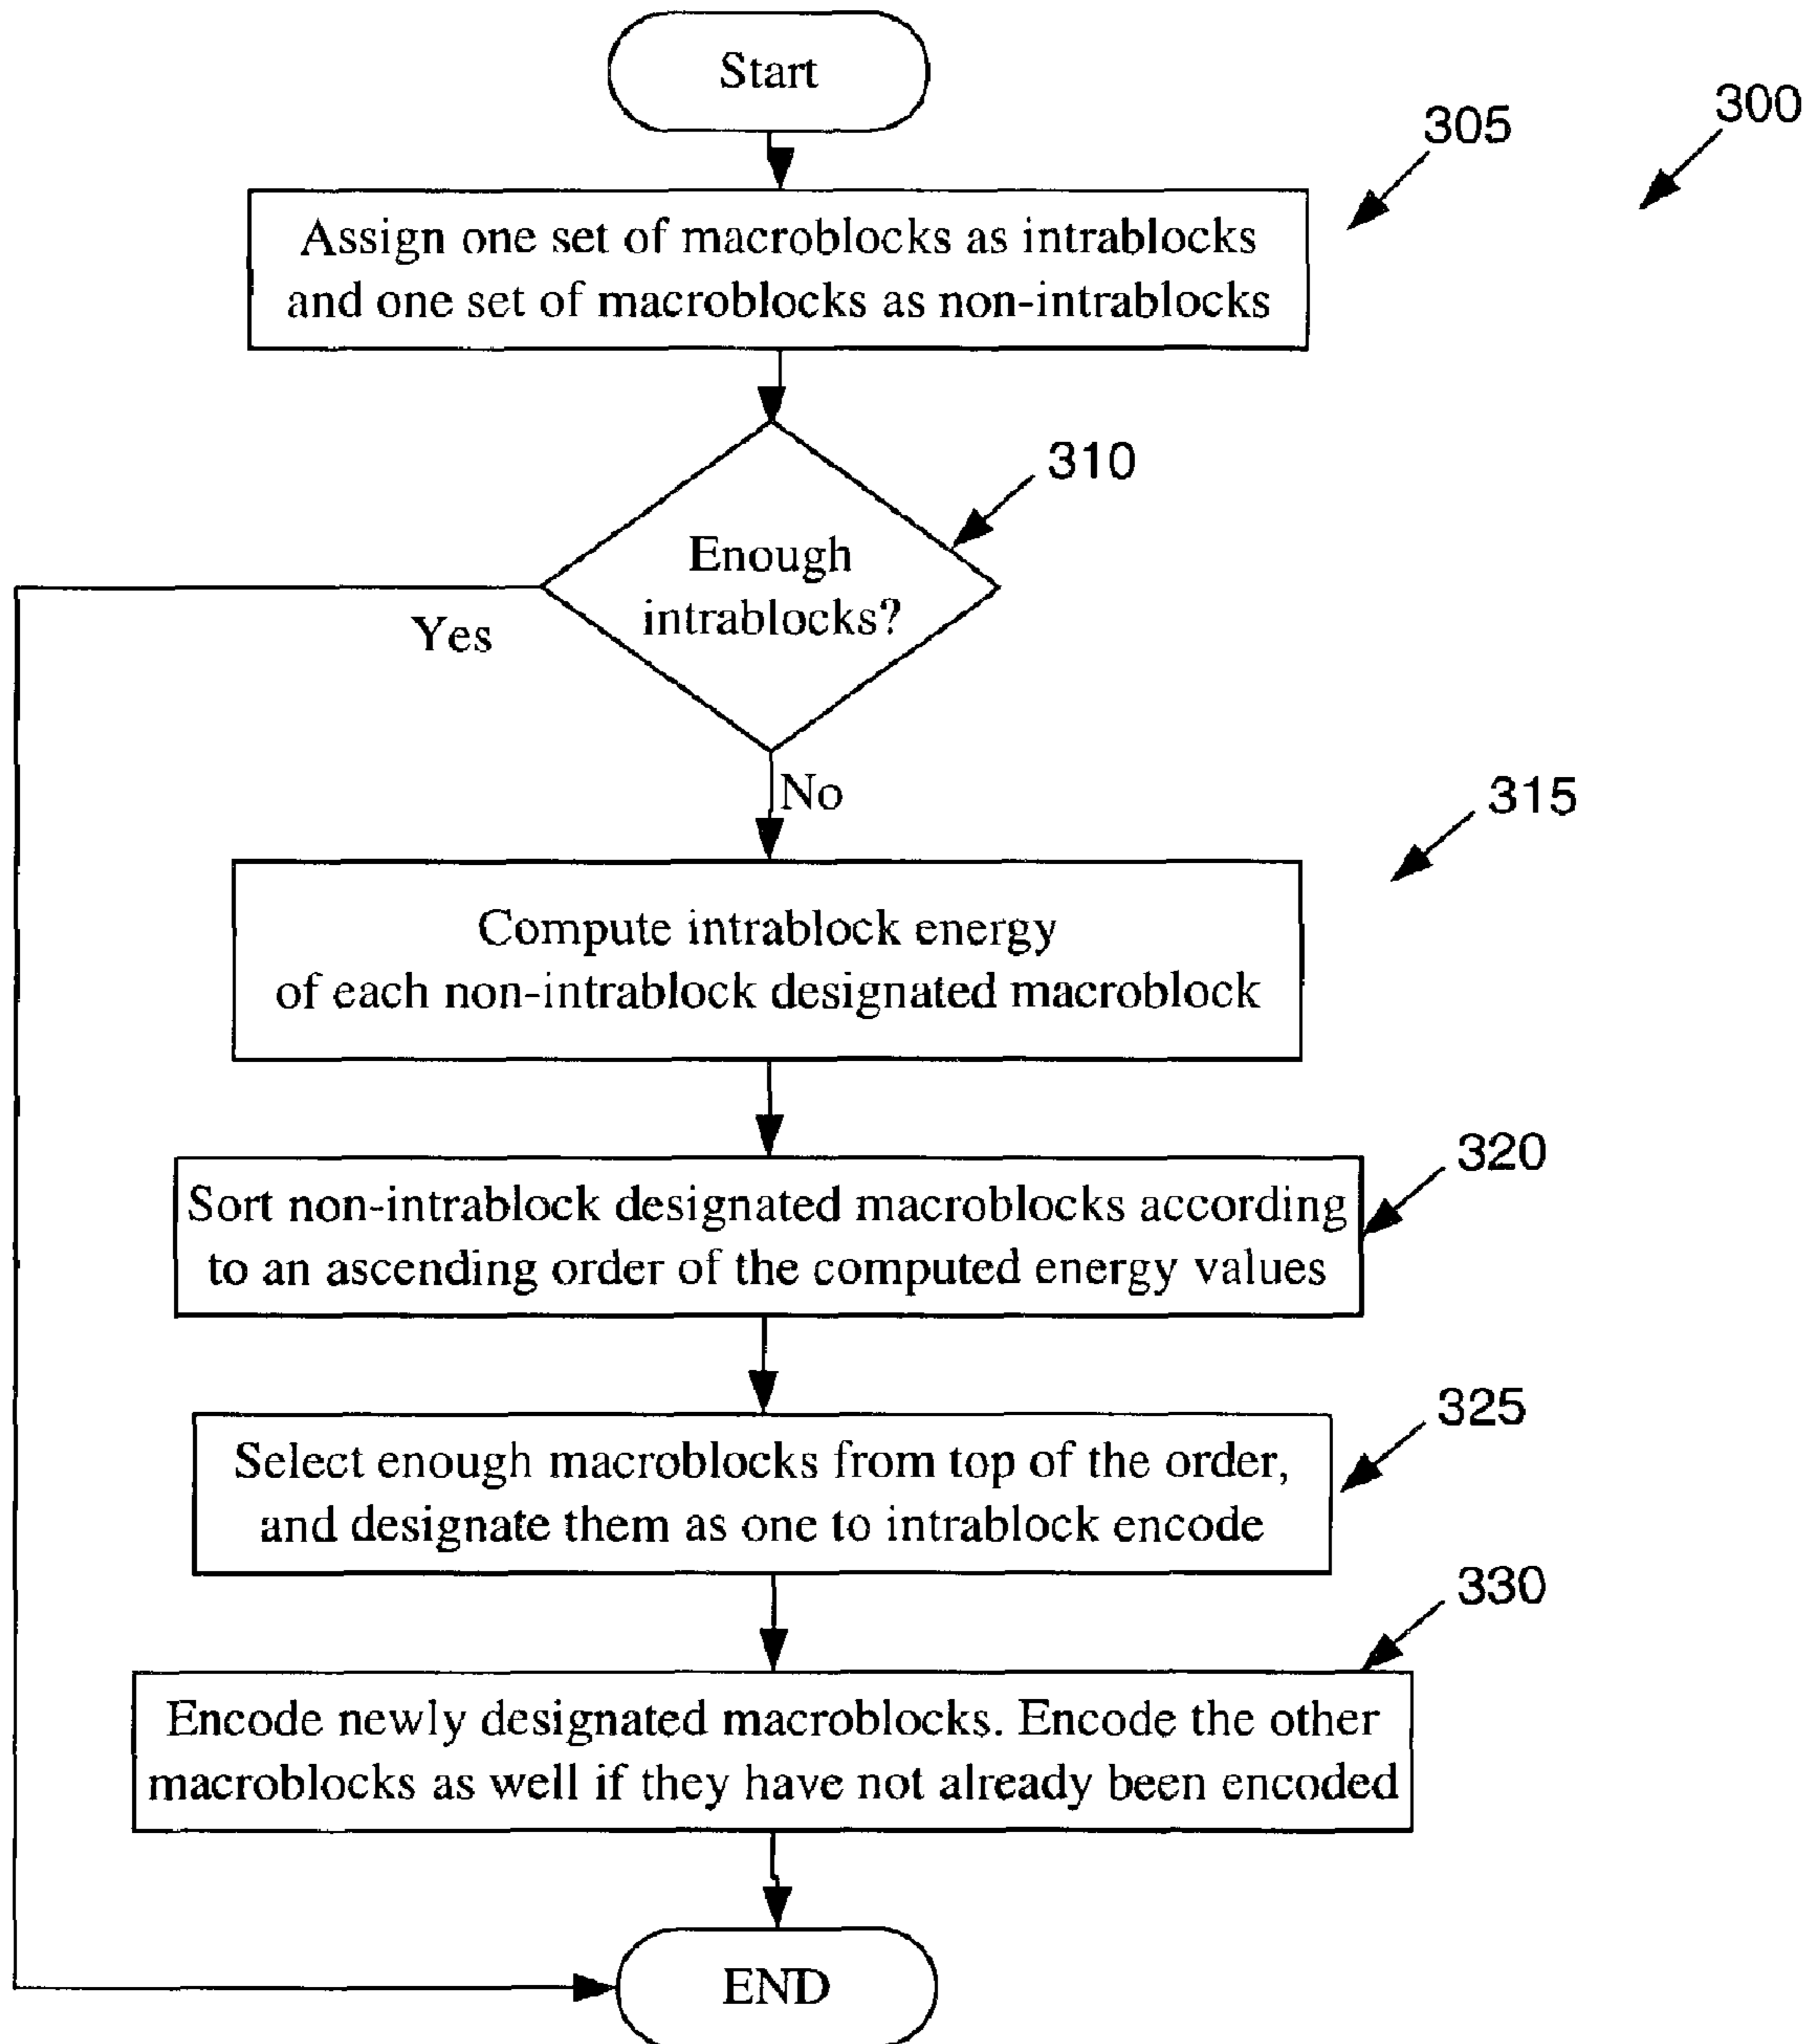 Start
300
305
Assign one set of macroblocks as intrablocks
and one set of macroblocks as non-intrablocks
310
Enough
intrablocks?
Yes
No
315
Compute intrablock energy
of each non-intrablock designated macroblock
320
Sort non-intrablock designated macroblocks according
to an ascending order of the computed energy values
325
Select enough macroblocks from top of the order,
and designate them as one to intrablock encode
330
Encode newly designated macroblocks. Encode the other
macroblocks as well if they have not already been encoded
END